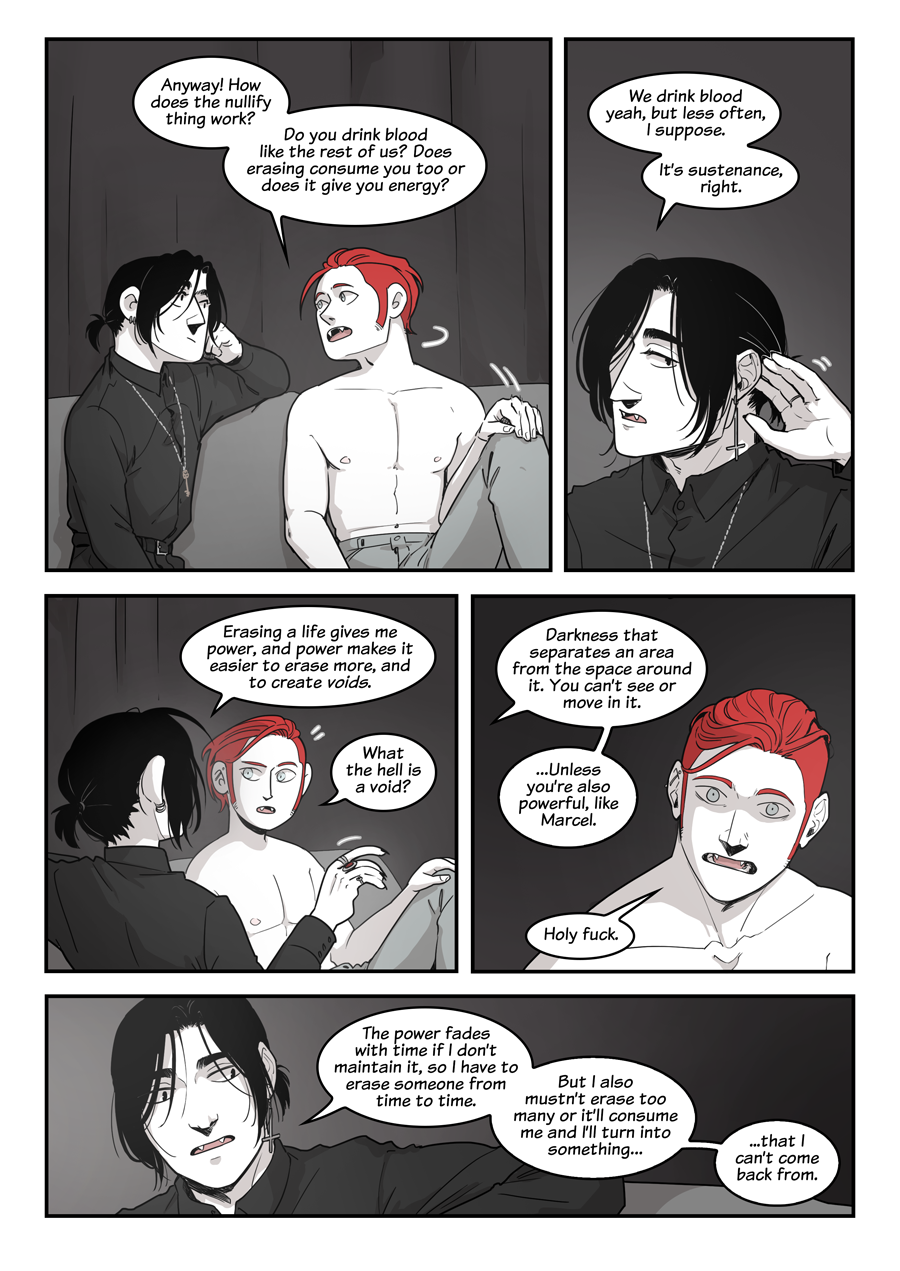 Anyway! How
does the nullify
thing work?
Do you drink blood
like the rest of us? Does
erasing consume you too or
does it give you energy?
We drink blood
yeah, but less often,
I suppose.
It's sustenance,
right.
Erasing a life gives me
power, and power makes it
easier to erase more, and
to create voids.
What
the hell is
a void?
Darkness that
separates an area
from the space around
it. You can't see or
move in it.
...Unless
you're also
powerful, like
Marcel.
Holy fuck.
The power fades
with time if I don't
maintain it, so I have to
erase someone from
time to time.
But I also
mustn't erase too
many or it'll consume
me and I'll turn into
something...
...that I
can't come
back from.